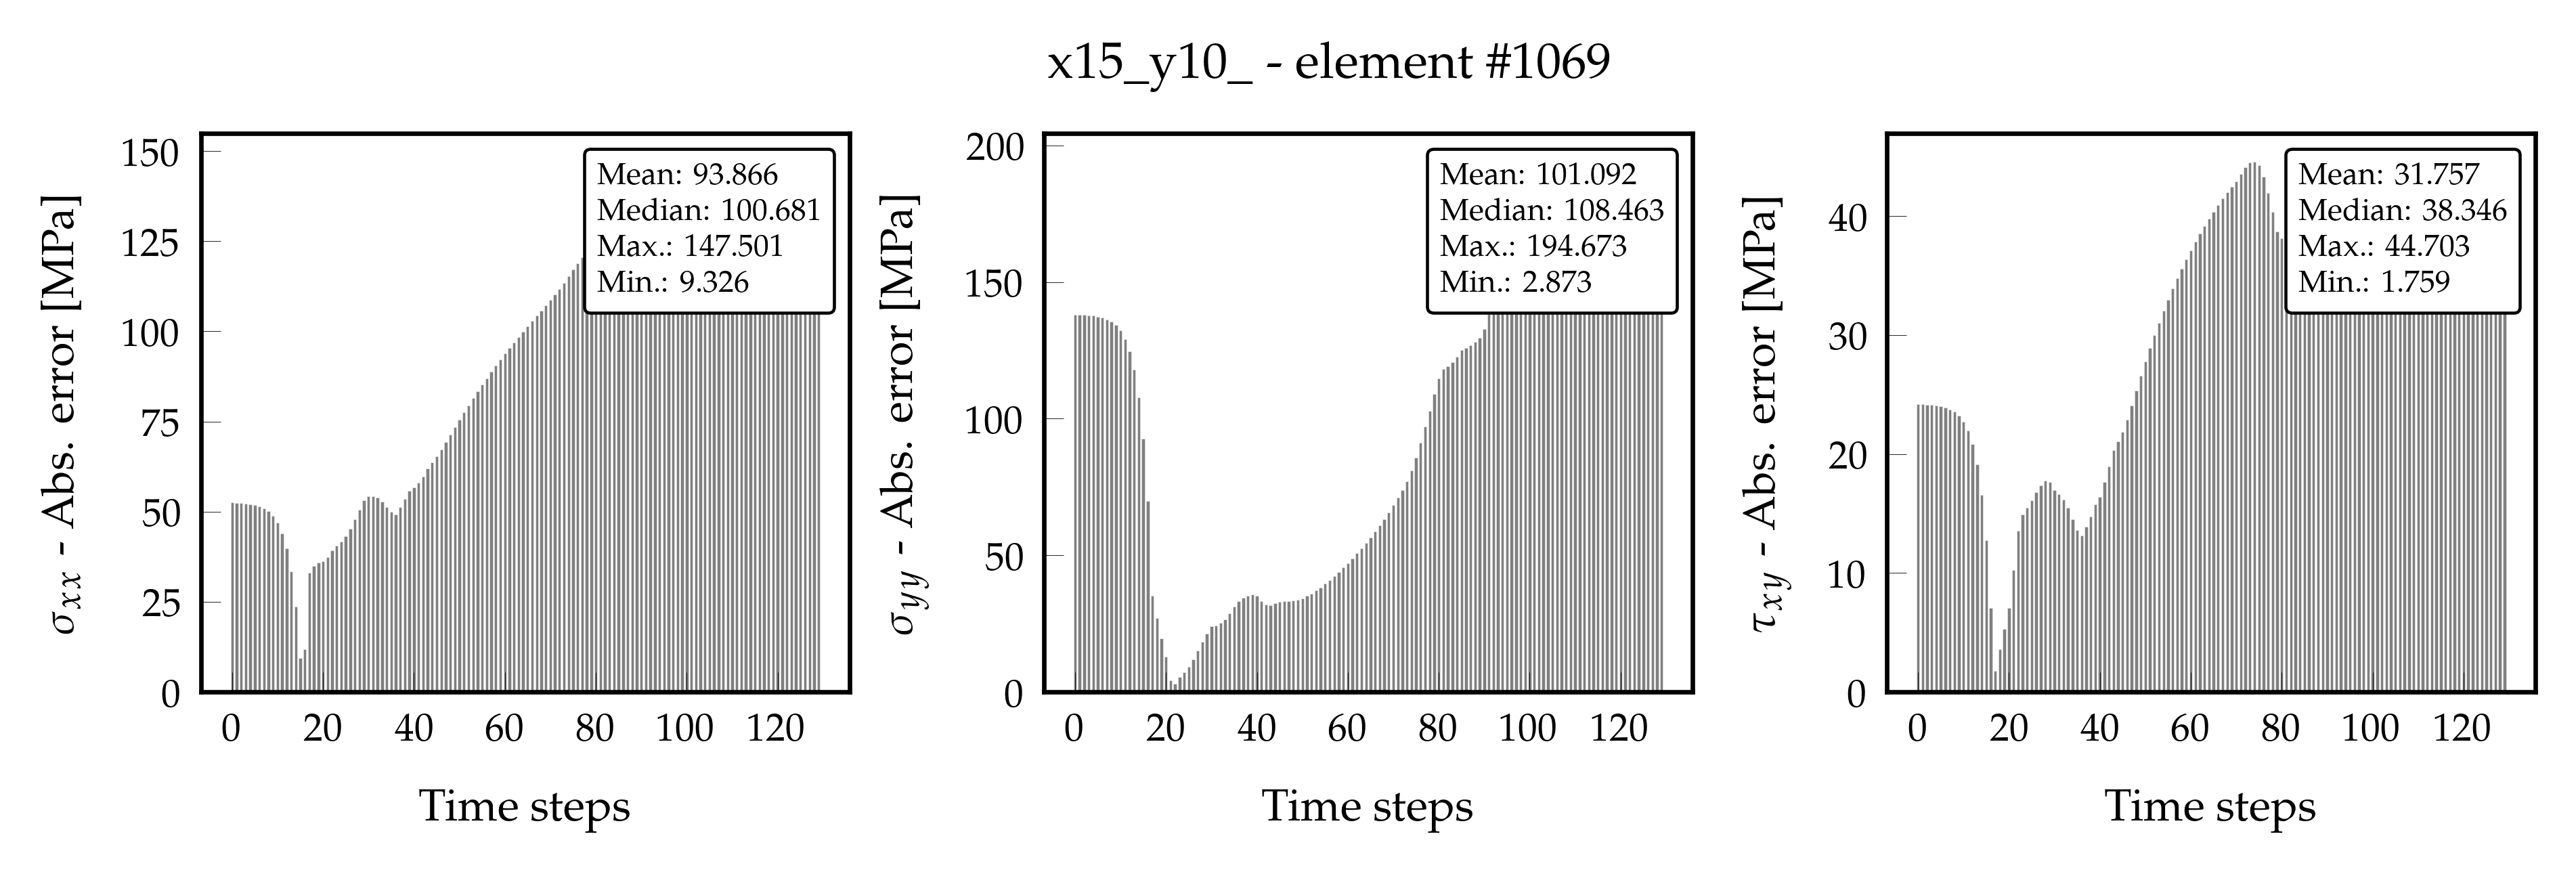 x15_y10_ - element #1069
σxx - Abs. error [MPa]
150
125
100
75
50
25
0
Mean: 93.866
Median: 100.681
Max.: 147.501
Min.: 9.326
0 20 40 60 80 100 120
Time steps
σyy - Abs. error [MPa]
200
150
100
50
0
Mean: 101.092
Median: 108.463
Max.: 194.673
Min.: 2.873
0 20 40 60 80 100 120
Time steps
τxy - Abs. error [MPa]
40
30
20
10
0
Mean: 31.757
Median: 38.346
Max.: 44.703
Min.: 1.759
0 20 40 60 80 100 120
Time steps